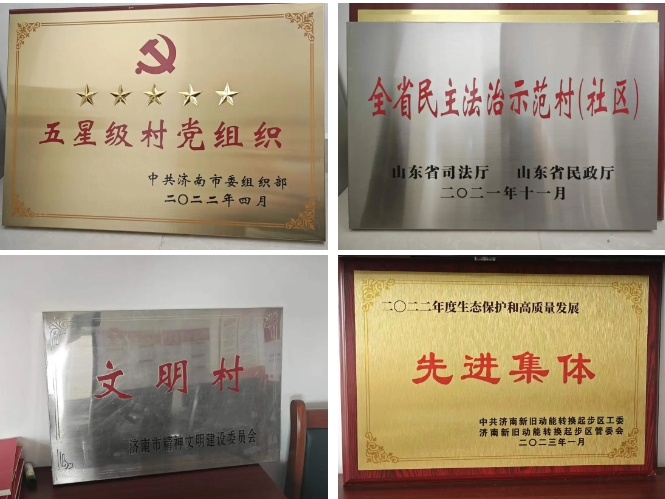 五星级村党组织
中共济南市委组织部
二〇二二年四月
全省民主法治示范村(社区)
山东省司法厅 山东省民政厅
二〇二一年十一月
文明村
济南市精神文明建设委员会
二〇二二年度生态保护和高质量发展
先进集体
中共济南新旧动能转换起步区工委
济南新旧动能转换起步区管委会
二〇二三年一月